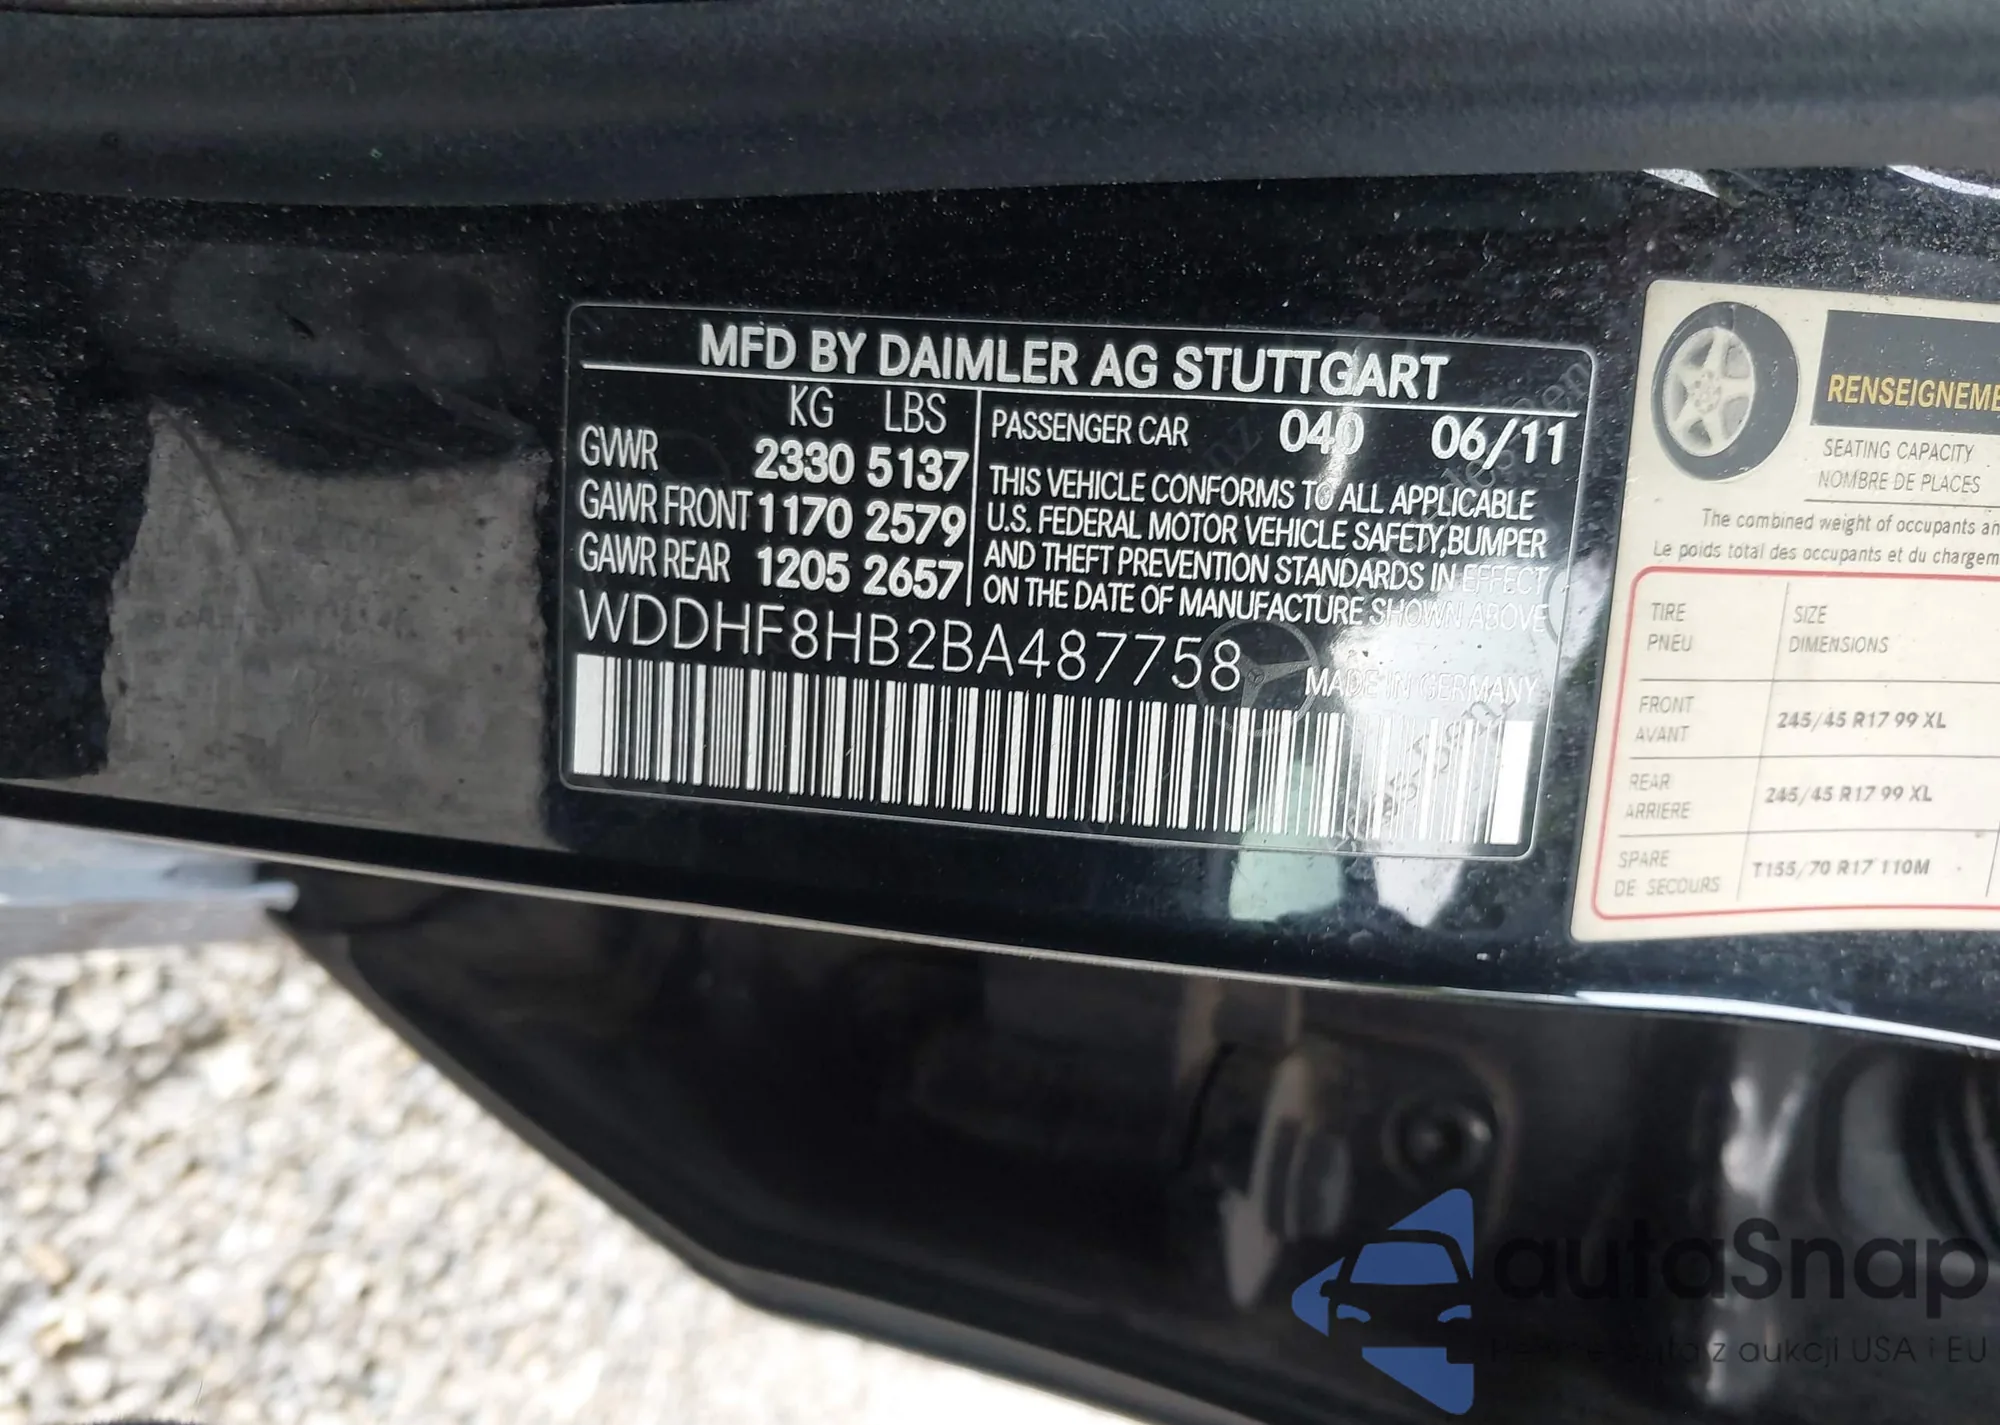 MFD BY DAIMLER AG STUTTGART
KG LBS
GVWR 2330 5137
GAWR FRONT 1170 2579
GAWR REAR 1205 2657
PASSENGER CAR 040 06/11
THIS VEHICLE CONFORMS TO ALL APPLICABLE
U.S. FEDERAL MOTOR VEHICLE SAFETY,BUMPER
AND THEFT PREVENTION STANDARDS IN EFFECT
ON THE DATE OF MANUFACTURE SHOWN ABOVE
WDDHF8HB2BA487758
MADE IN GERMANY
RENSEIGNEME
SEATING CAPACITY
NOMBRE DE PLACES
The combined weight of occupants an
Le poids total des occupants et du chargem
TIRE SIZE
PNEU DIMENSIONS
FRONT
AVANT 245/45 R17 99 XL
REAR
ARRIERE 245/45 R17 99 XL
SPARE
DE SECOURS T155/70 R17 110M
autaSnap
z aukcji USA i EU